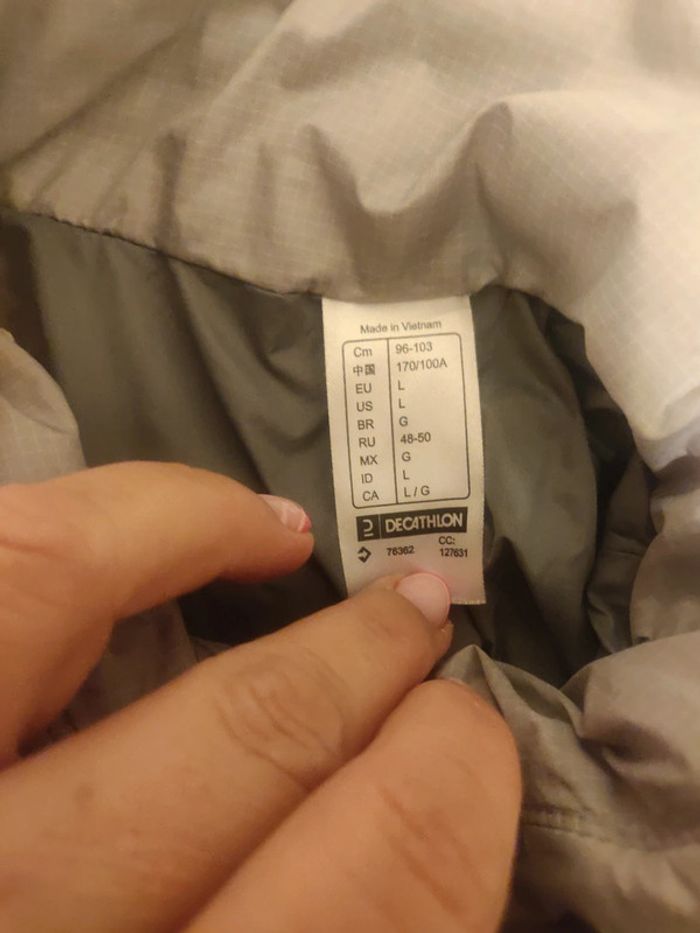 Made in Vietnam
Cm 96-103
中国 170/100A
EU L
US L
BR G
RU 48-50
MX G
ID L
CA L / G
DECATHLON
76362 CC:
127631